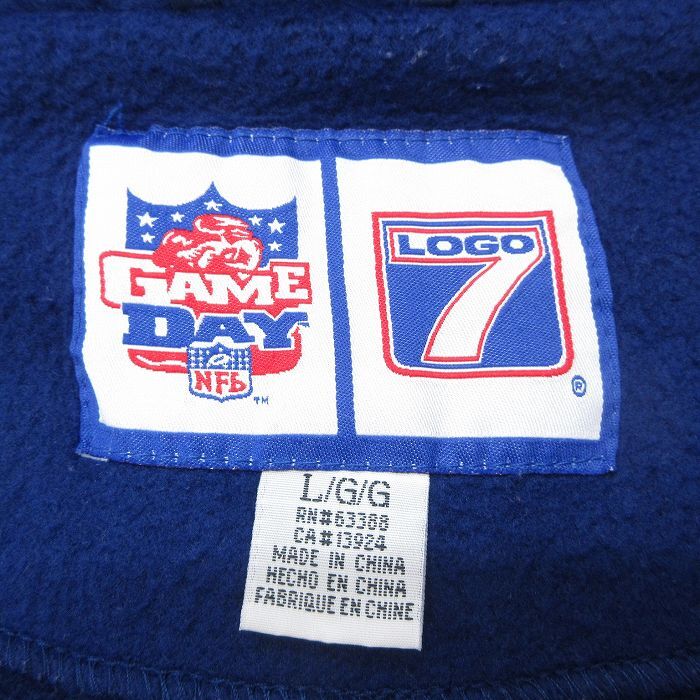 GAME
DAY
NFL
TM
LOGO
7
®
L/G/G
RN#63388
CA#13924
MADE IN CHINA
HECHO EN CHINA
FABRIQUE EN CHINE